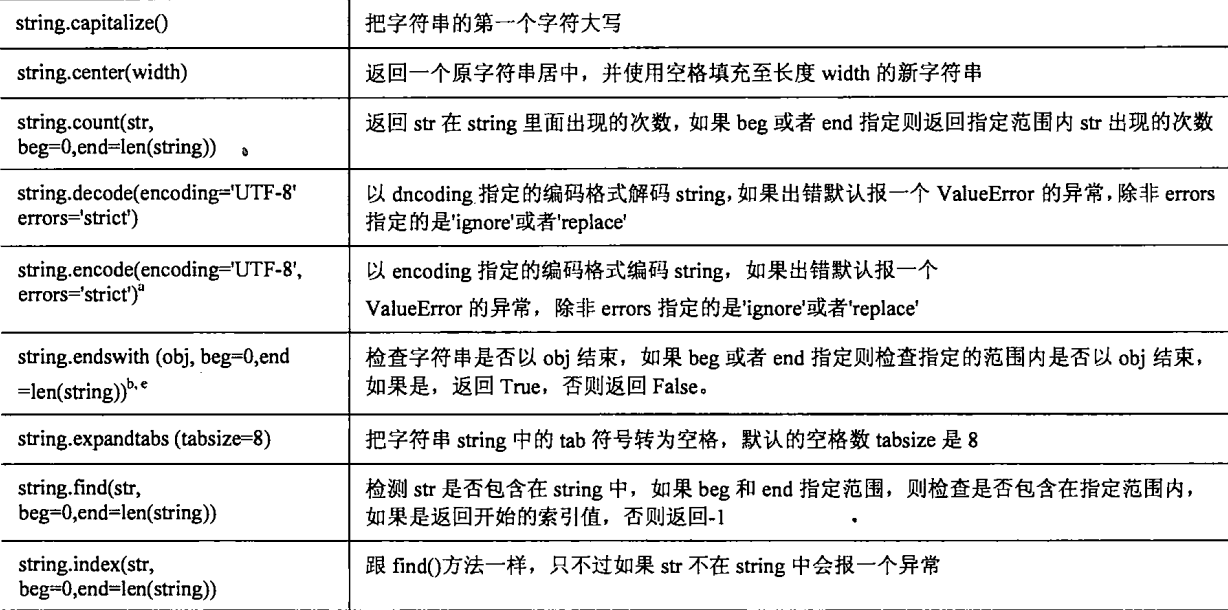 string.capitalize()
把字符串的第一个字符大写
string.center(width)
返回一个原字符串居中，并使用空格填充至长度 width 的新字符串
string.count(str,
beg=0,end=len(string))
返回 str 在 string 里面出现的次数，如果 beg 或者 end 指定则返回指定范围内 str 出现的次数
string.decode(encoding='UTF-8'
errors='strict')
以 dncoding 指定的编码格式解码 string，如果出错默认报一个 ValueError 的异常，除非 errors
指定的是'ignore'或者'replace'
string.encode(encoding='UTF-8',
errors='strict')a
以 encoding 指定的编码格式编码 string，如果出错默认报一个
ValueError 的异常，除非 errors 指定的是'ignore'或者'replace'
string.endswith (obj, beg=0,end
=len(string))b, e
检查字符串是否以 obj 结束，如果 beg 或者 end 指定则检查指定的范围内是否以 obj 结束，
如果是，返回 True，否则返回 False。
string.expandtabs (tabsize=8)
把字符串 string 中的 tab 符号转为空格，默认的空格数 tabsize 是 8
string.find(str,
beg=0,end=len(string))
检测 str 是否包含在 string 中，如果 beg 和 end 指定范围，则检查是否包含在指定范围内，
如果是返回开始的索引值，否则返回-1
string.index(str,
beg=0,end=len(string))
跟 find()方法一样，只不过如果 str 不在 string 中会报一个异常